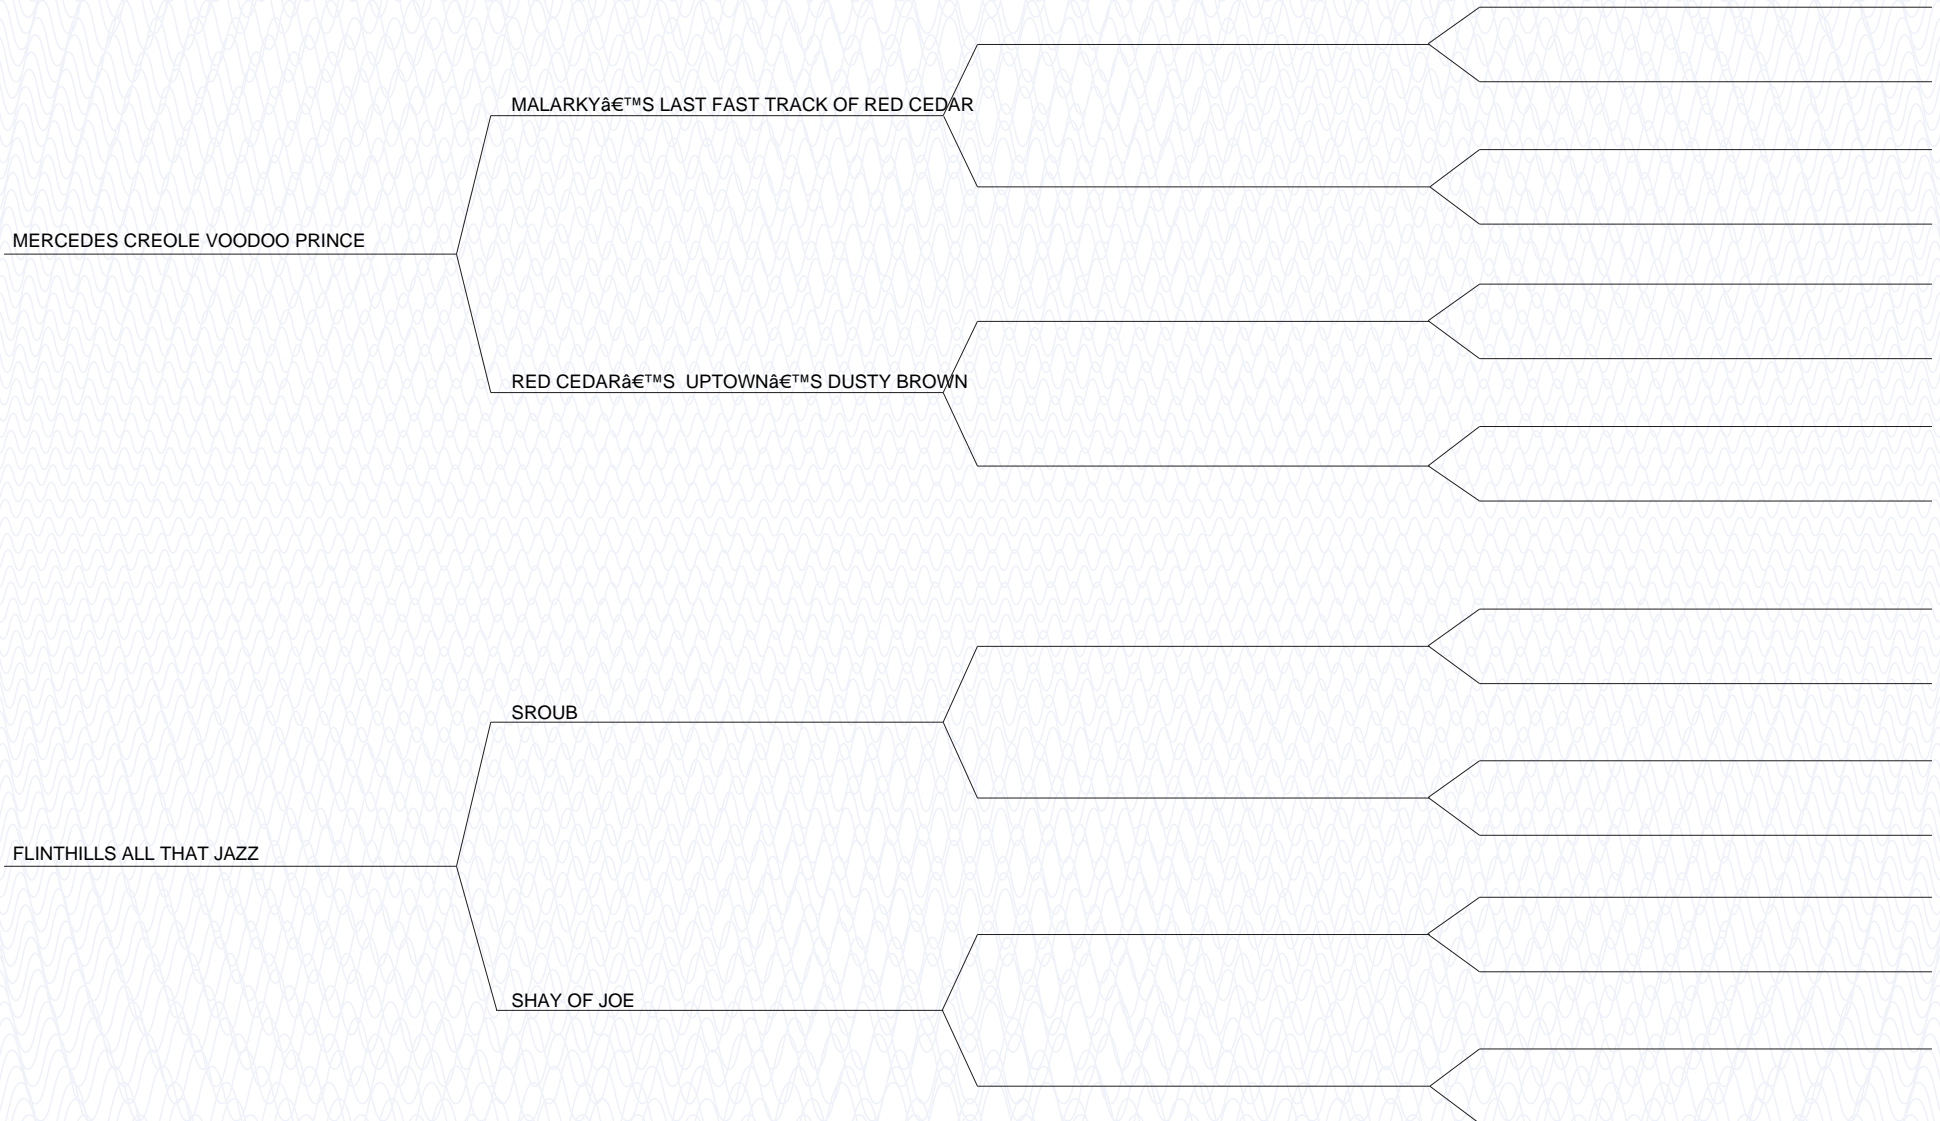 MALARKYâ€™S LAST FAST TRACK OF RED CEDAR
MERCEDES CREOLE VOODOO PRINCE
RED CEDARâ€™S  UPTOWNâ€™S DUSTY BROWN
SROUB
FLINTHILLS ALL THAT JAZZ
SHAY OF JOE